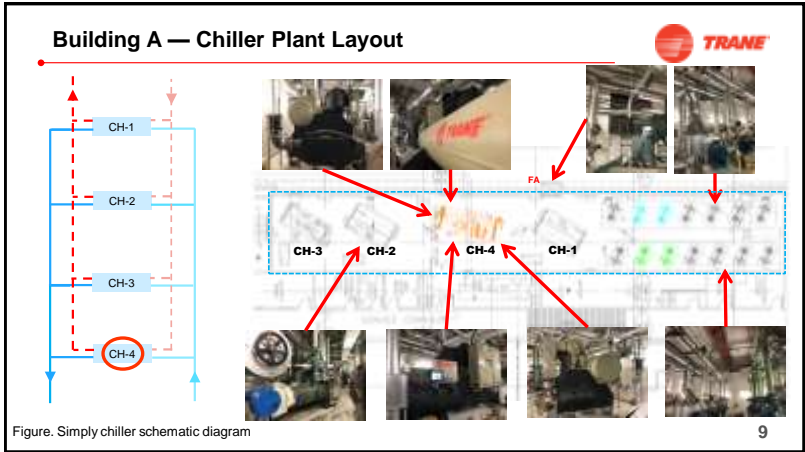 Building A — Chiller Plant Layout
TRANE
CH-1
CH-2
CH-3
CH-4
TRANE
FA
CH-3
CH-2
CH-4
CH-1
Figure. Simply chiller schematic diagram
9